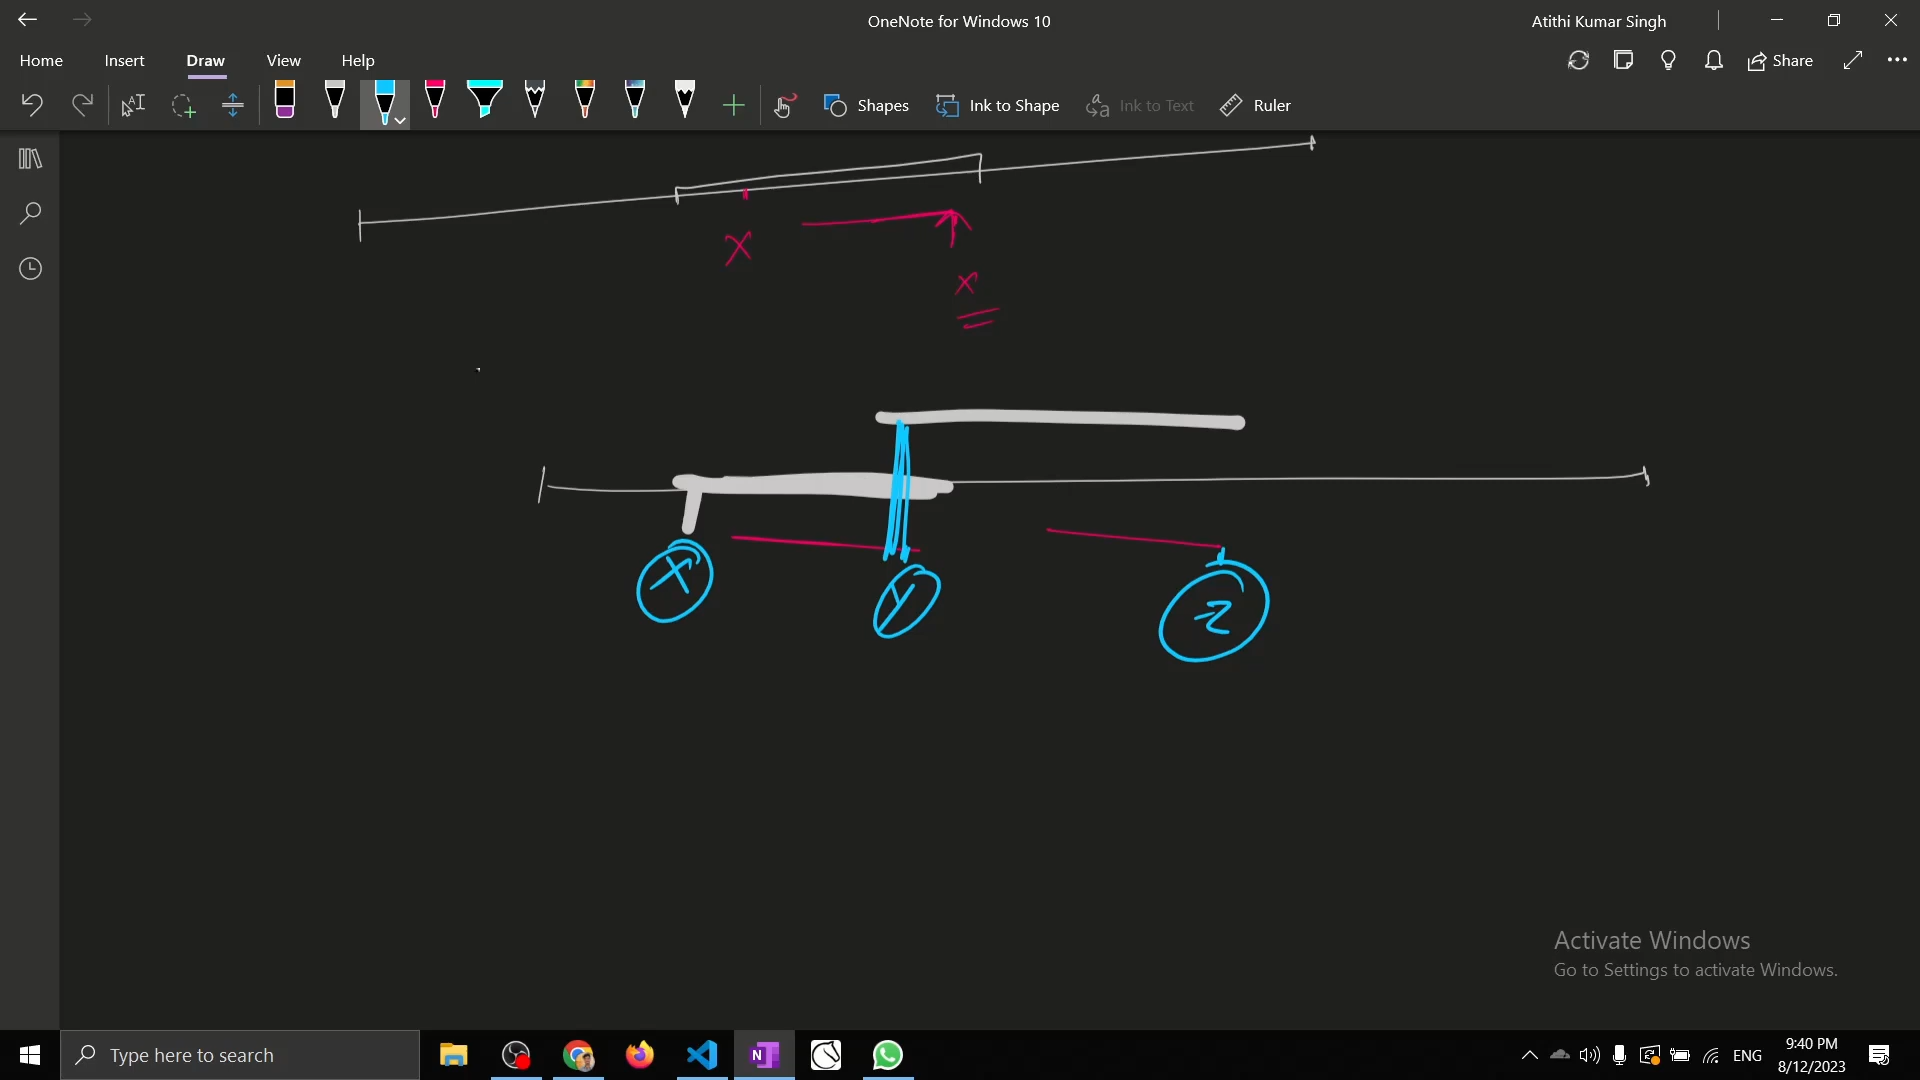 OneNote for Windows 10
Atithi Kumar Singh
Home Insert Draw View Help
Share
Shapes Ink to Shape Ink to Text Ruler
X
x
X
Y
Z
Activate Windows
Go to Settings to activate Windows.
Type here to search
ENG
9:40 PM
8/12/2023